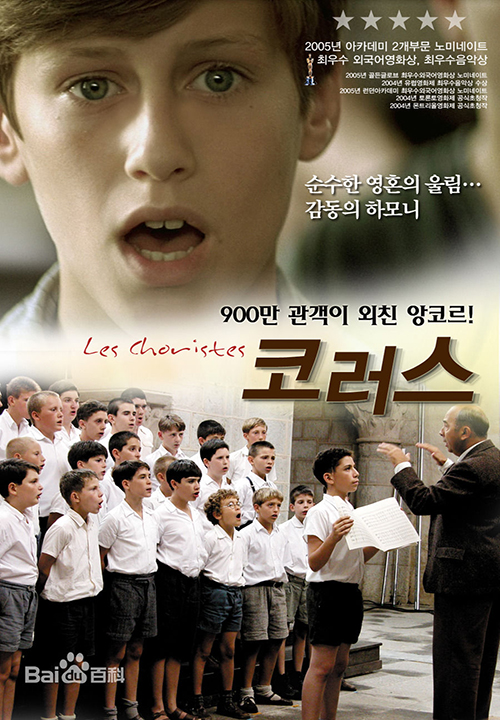 2005년 아카데미 2개부문 노미네이트
최우수 외국어영화상, 최우수음악상
2005년 골든글로브 최우수외국어영화상 노미네이트
2004년 유럽영화제 최우수음악상 수상
2005년 런던아카데미 최우수외국어영화상 노미네이트
2004년 토론토영화제 공식초청작
2004년 몬트리올영화제 공식초청작
순수한 영혼의 울림…
감동의 하모니
900만 관객이 외친 앙코르!
Les Choristes
코러스
Bai du 百科